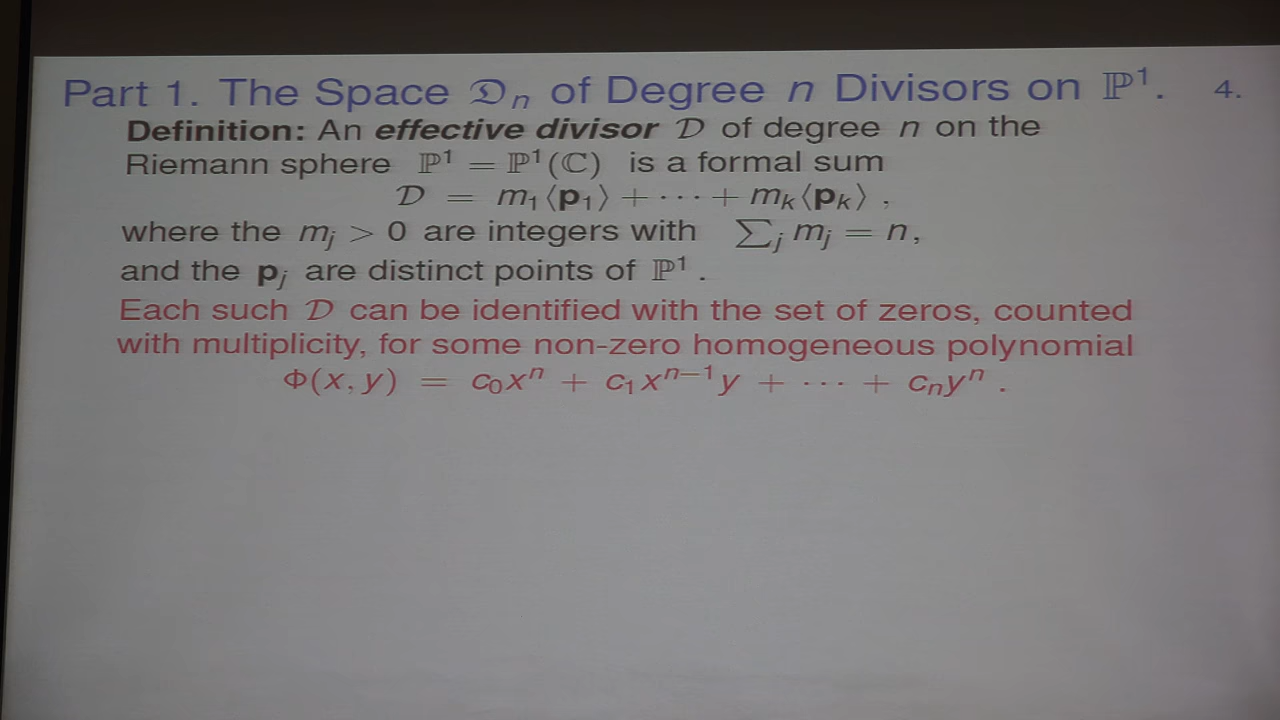 Part 1. The Space 𝔇ₙ of Degree n Divisors on ℙ¹. 4.
Definition: An effective divisor 𝒟 of degree n on the
Riemann sphere ℙ¹ = ℙ¹(ℂ) is a formal sum
𝒟 = m₁⟨p₁⟩ + ··· + mₖ⟨pₖ⟩ ,
where the mⱼ > 0 are integers with ∑ⱼ mⱼ = n,
and the pⱼ are distinct points of ℙ¹ .
Each such 𝒟 can be identified with the set of zeros, counted
with multiplicity, for some non-zero homogeneous polynomial
Φ(x, y) = c₀xⁿ + c₁xⁿ⁻¹y + ··· + cₙyⁿ .